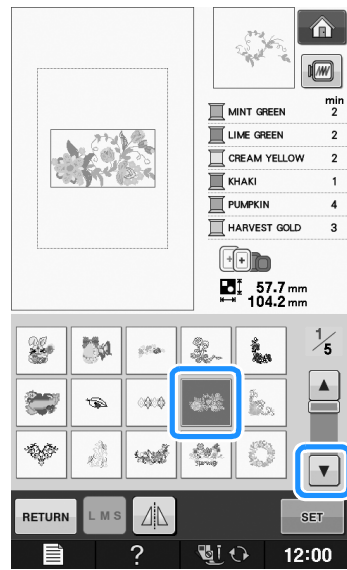 min
MINT GREEN 2
LIME GREEN 2
CREAM YELLOW 2
KHAKI 1
PUMPKIN 4
HARVEST GOLD 3
57.7 mm
104.2 mm
1/5
RETURN L M S SET
? 12:00